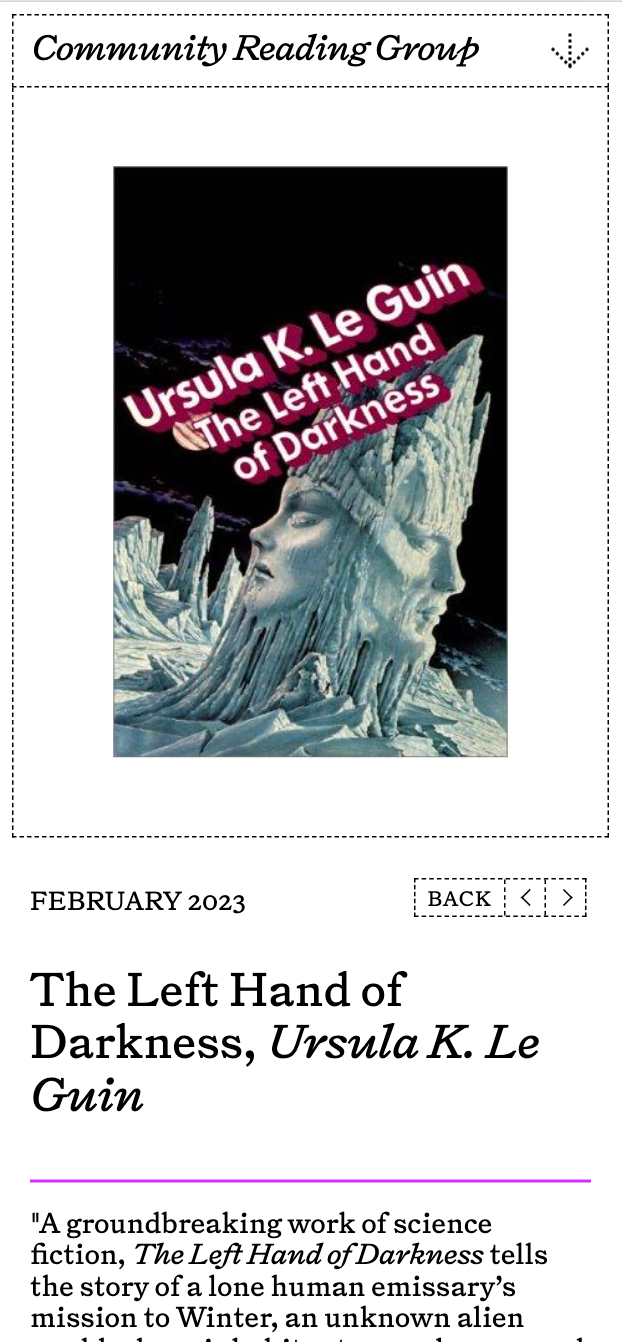 Community Reading Group
Ursula K. Le Guin
The Left Hand
of Darkness
FEBRUARY 2023
BACK
The Left Hand of
Darkness, Ursula K. Le
Guin
"A groundbreaking work of science
fiction, The Left Hand of Darkness tells
the story of a lone human emissary’s
mission to Winter, an unknown alien